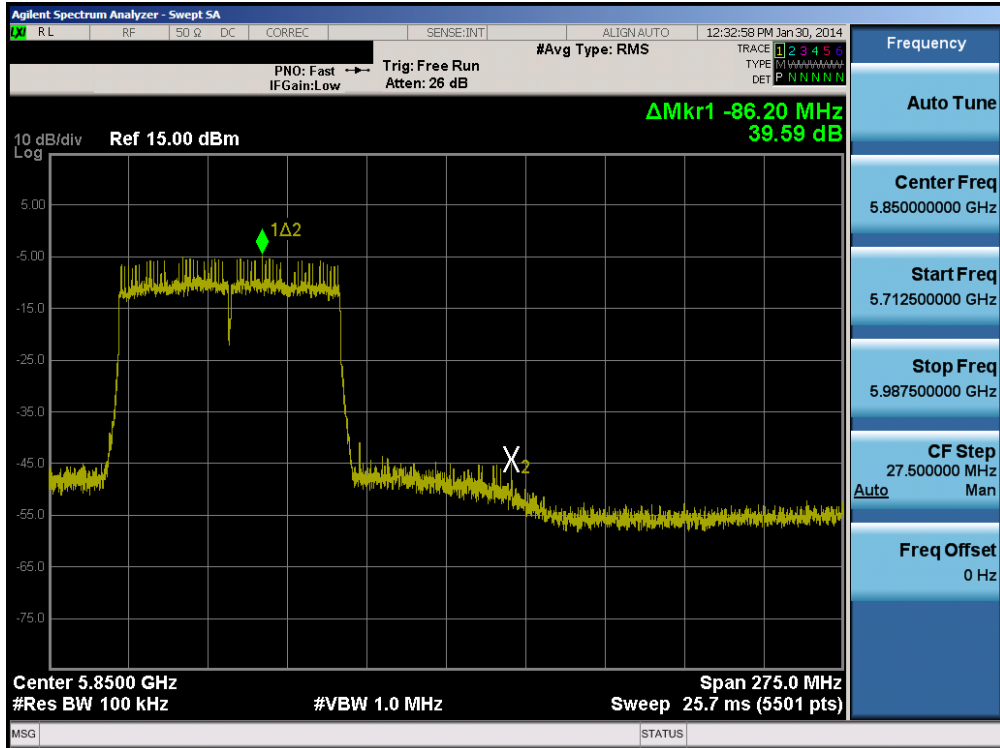 Agilent Spectrum Analyzer - Swept SA
LXI RL RF 50 Ω DC CORREC SENSE:INT ALIGN AUTO 12:32:58 PM Jan 30, 2014
Frequency
PNO: Fast
IFGain:Low
Trig: Free Run
Atten: 26 dB
#Avg Type: RMS
TRACE 1 2 3 4 5 6
TYPE M WWWWW
DET P N N N N N
Auto Tune
ΔMkr1 -86.20 MHz
39.59 dB
10 dB/div Ref 15.00 dBm
Log
5.00
-5.00
-15.0
-25.0
-35.0
-45.0
-55.0
-65.0
-75.0
1Δ2
X2
Center 5.8500 GHz
Span 275.0 MHz
#Res BW 100 kHz
#VBW 1.0 MHz
Sweep 25.7 ms (5501 pts)
Center Freq
5.850000000 GHz
Start Freq
5.712500000 GHz
Stop Freq
5.987500000 GHz
CF Step
27.500000 MHz
Auto Man
Freq Offset
0 Hz
MSG STATUS